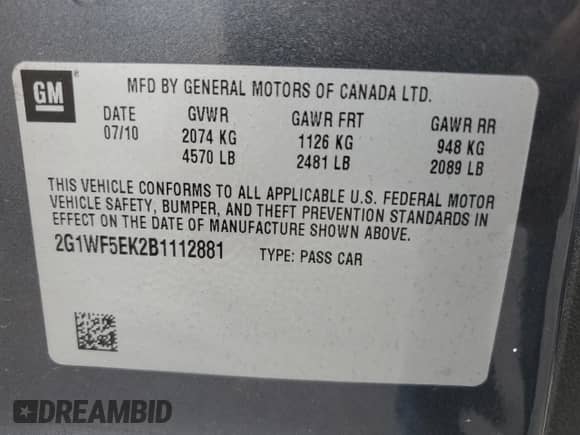 GM ®
MFD BY GENERAL MOTORS OF CANADA LTD.
DATE GVWR GAWR FRT GAWR RR
07/10 2074 KG 1126 KG 948 KG
4570 LB 2481 LB 2089 LB
THIS VEHICLE CONFORMS TO ALL APPLICABLE U.S. FEDERAL MOTOR
VEHICLE SAFETY, BUMPER, AND THEFT PREVENTION STANDARDS IN
EFFECT ON THE DATE OF MANUFACTURE SHOWN ABOVE.
2G1WF5EK2B1112881 TYPE: PASS CAR
DREAMBID